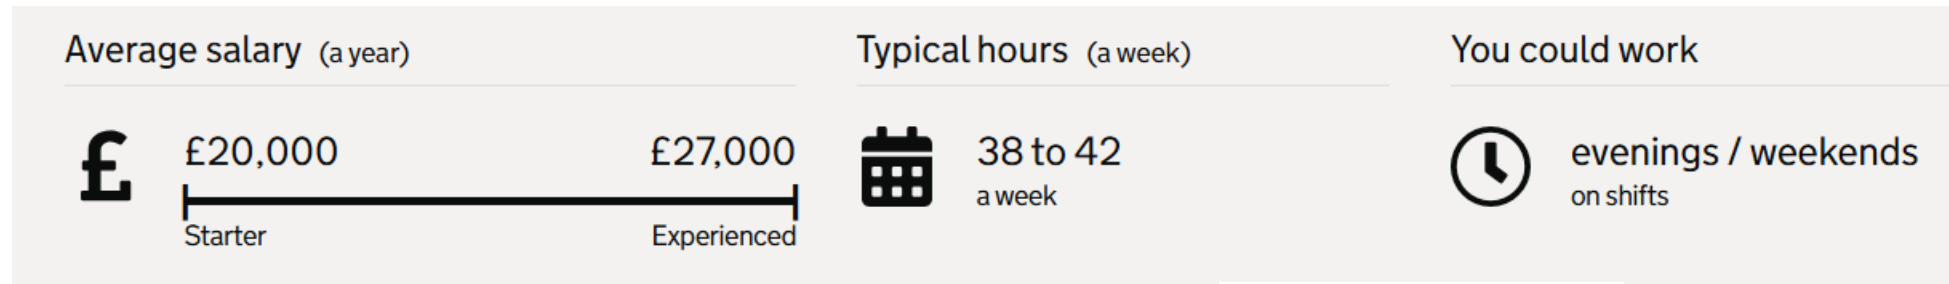 Average salary (a year)
£20,000 £27,000
Starter Experienced
Typical hours (a week)
38 to 42
a week
You could work
evenings / weekends
on shifts